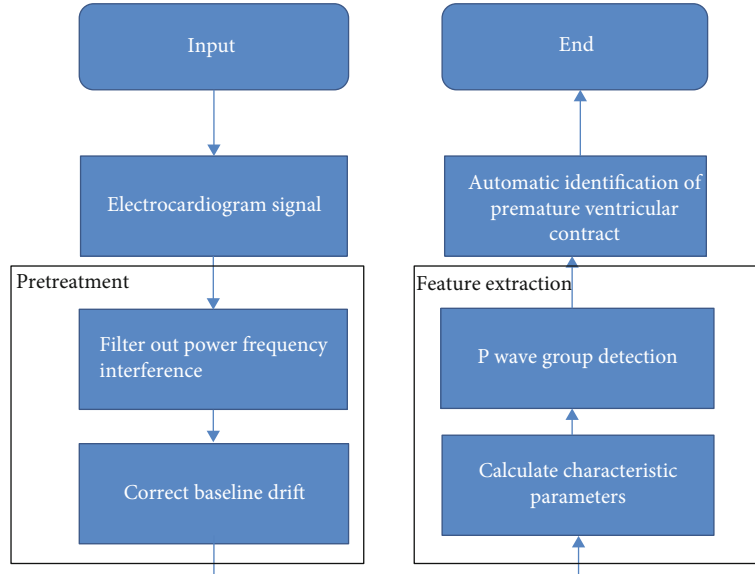 Input
Electrocardiogram signal
Pretreatment
Filter out power frequency
interference
Correct baseline drift
End
Automatic identification of
premature ventricular
contract
Feature extraction
P wave group detection
Calculate characteristic
parameters